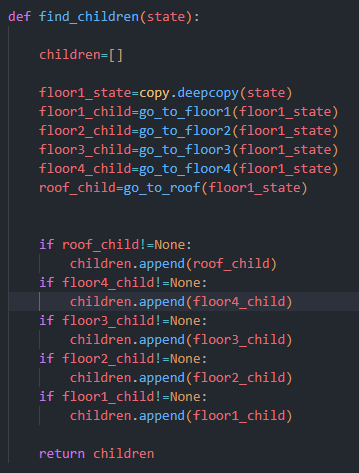 def find_children(state):
children=[]
floor1_state=copy.deepcopy(state)
floor1_child=go_to_floor1(floor1_state)
floor2_child=go_to_floor2(floor1_state)
floor3_child=go_to_floor3(floor1_state)
floor4_child=go_to_floor4(floor1_state)
roof_child=go_to_roof(floor1_state)
if roof_child!=None:
children.append(roof_child)
if floor4_child!=None:
children.append(floor4_child)
if floor3_child!=None:
children.append(floor3_child)
if floor2_child!=None:
children.append(floor2_child)
if floor1_child!=None:
children.append(floor1_child)
return children